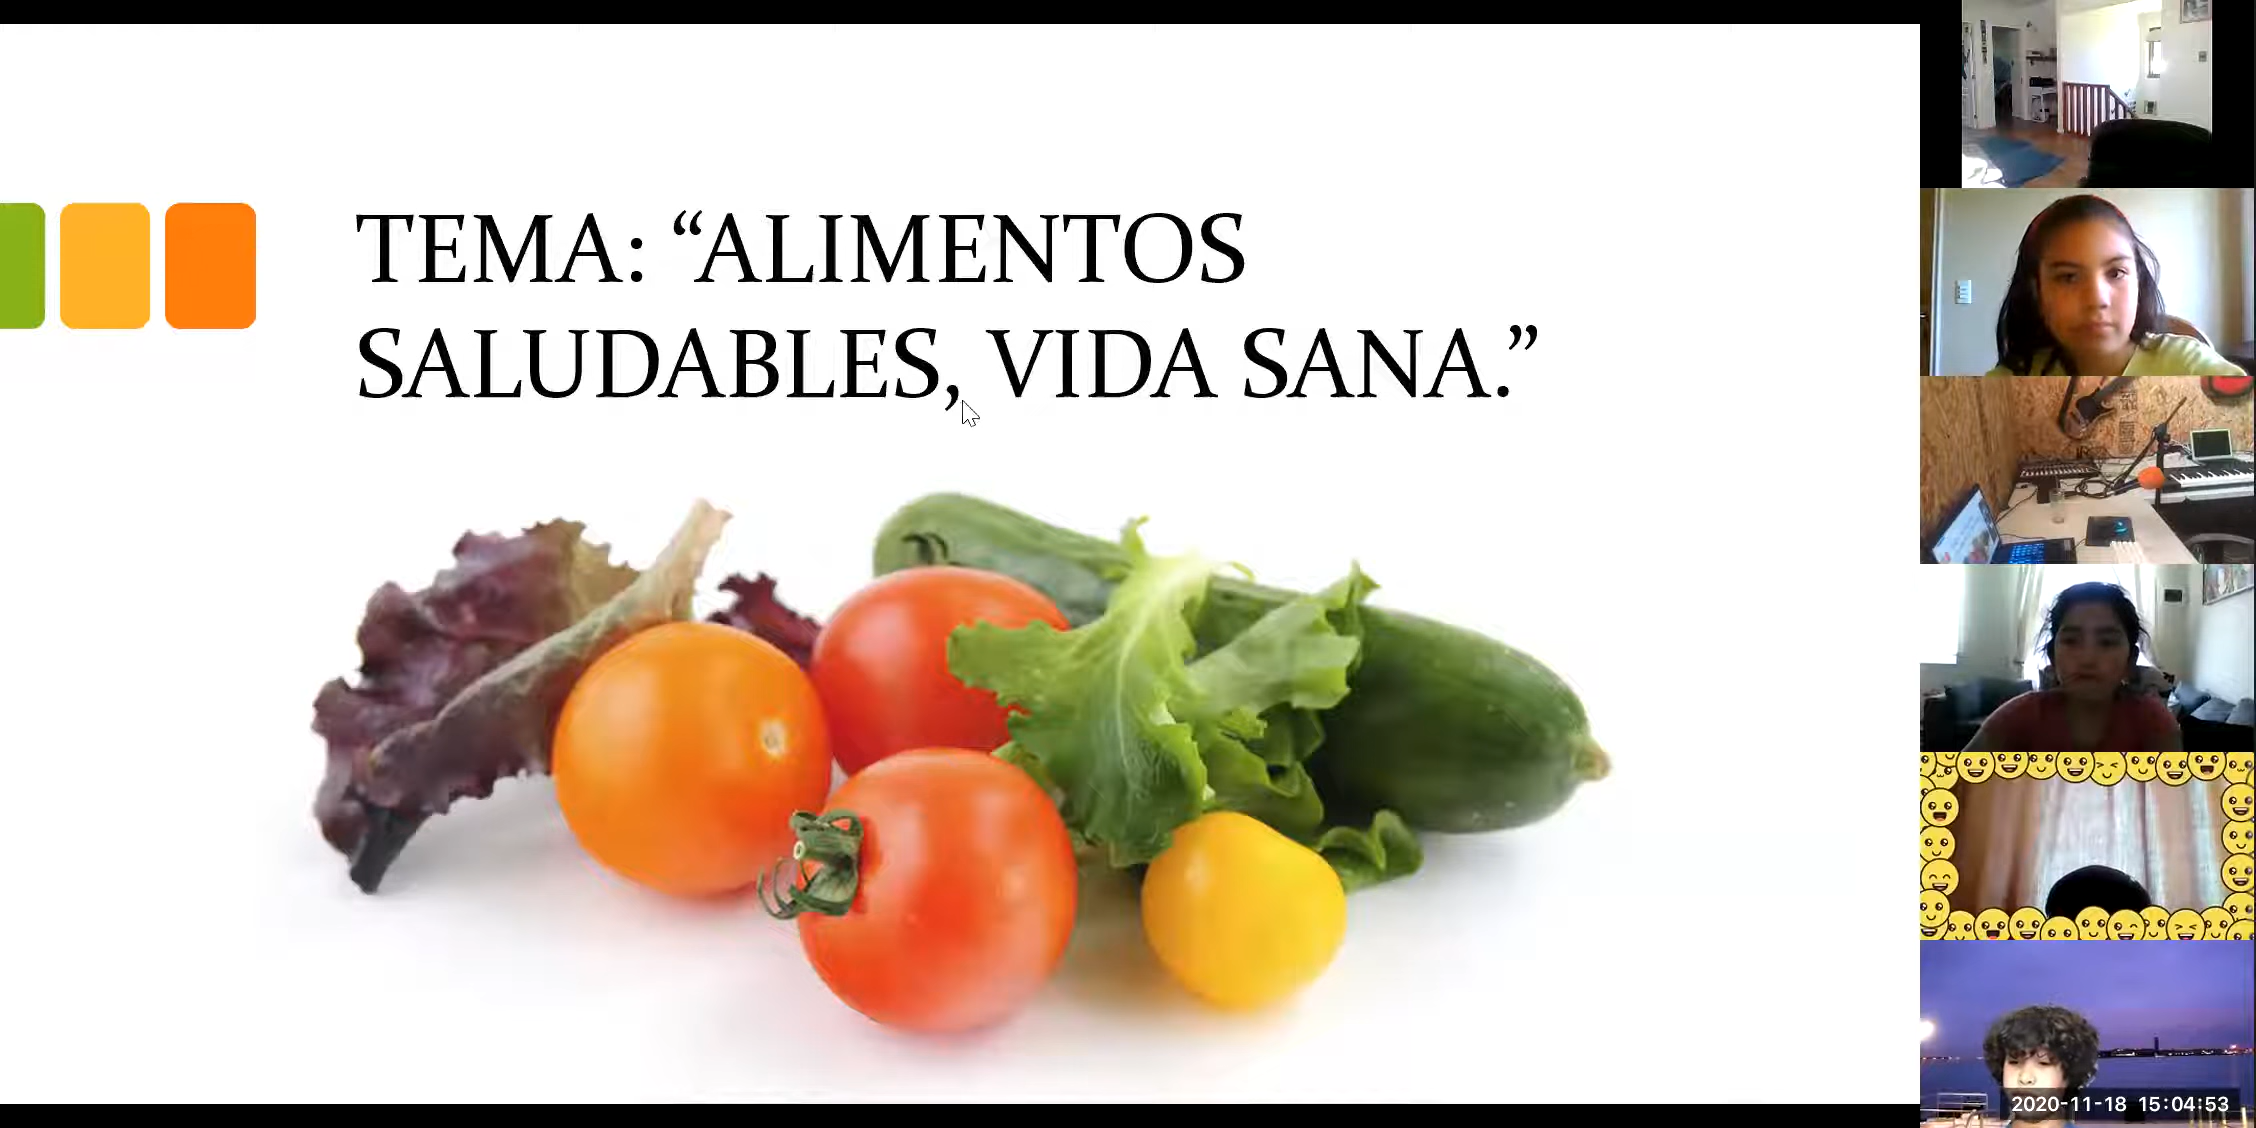 TEMA: “ALIMENTOS
SALUDABLES, VIDA SANA.”
2020-11-18 15:04:53